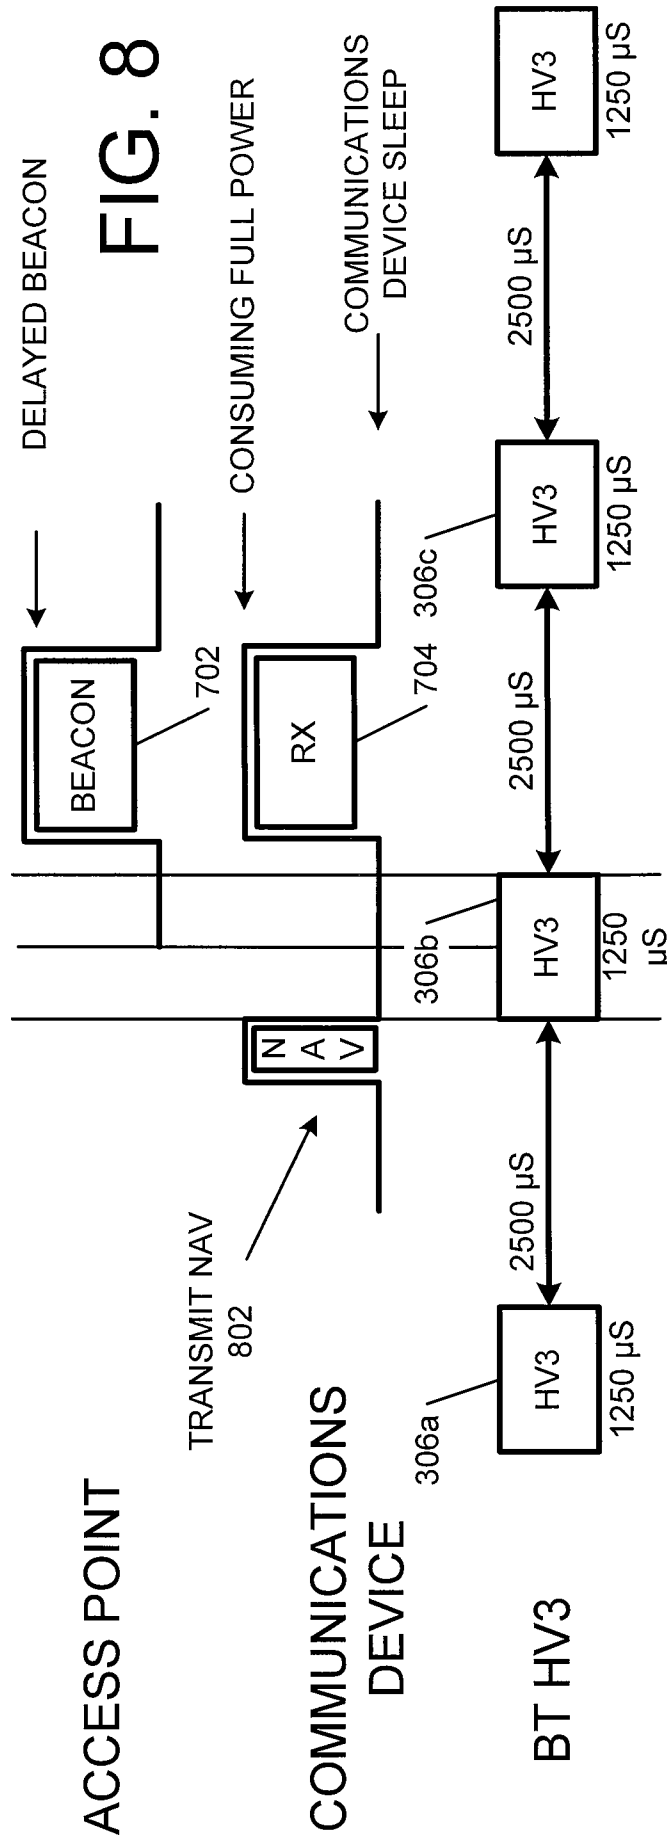 FIG. 8
ACCESS POINT
DELAYED BEACON
BEACON
702
TRANSMIT NAV
802
CONSUMING FULL POWER
COMMUNICATIONS
DEVICE
N
A
V
RX
704
COMMUNICATIONS
DEVICE SLEEP
BT HV3
306a
306b
306c
HV3
HV3
HV3
HV3
2500 µS
2500 µS
2500 µS
1250 µS
1250
µS
1250 µS
1250 µS